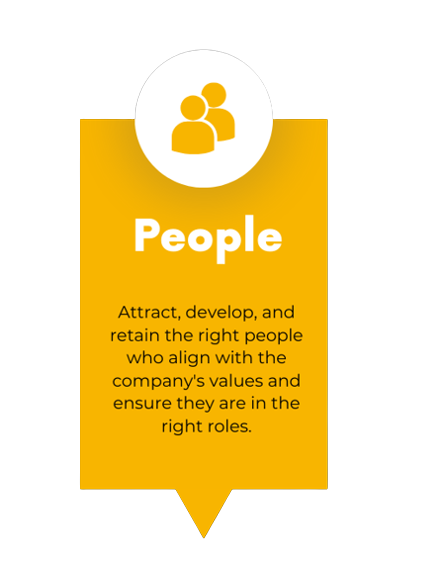 People
Attract, develop, and
retain the right people
who align with the
company's values and
ensure they are in the
right roles.